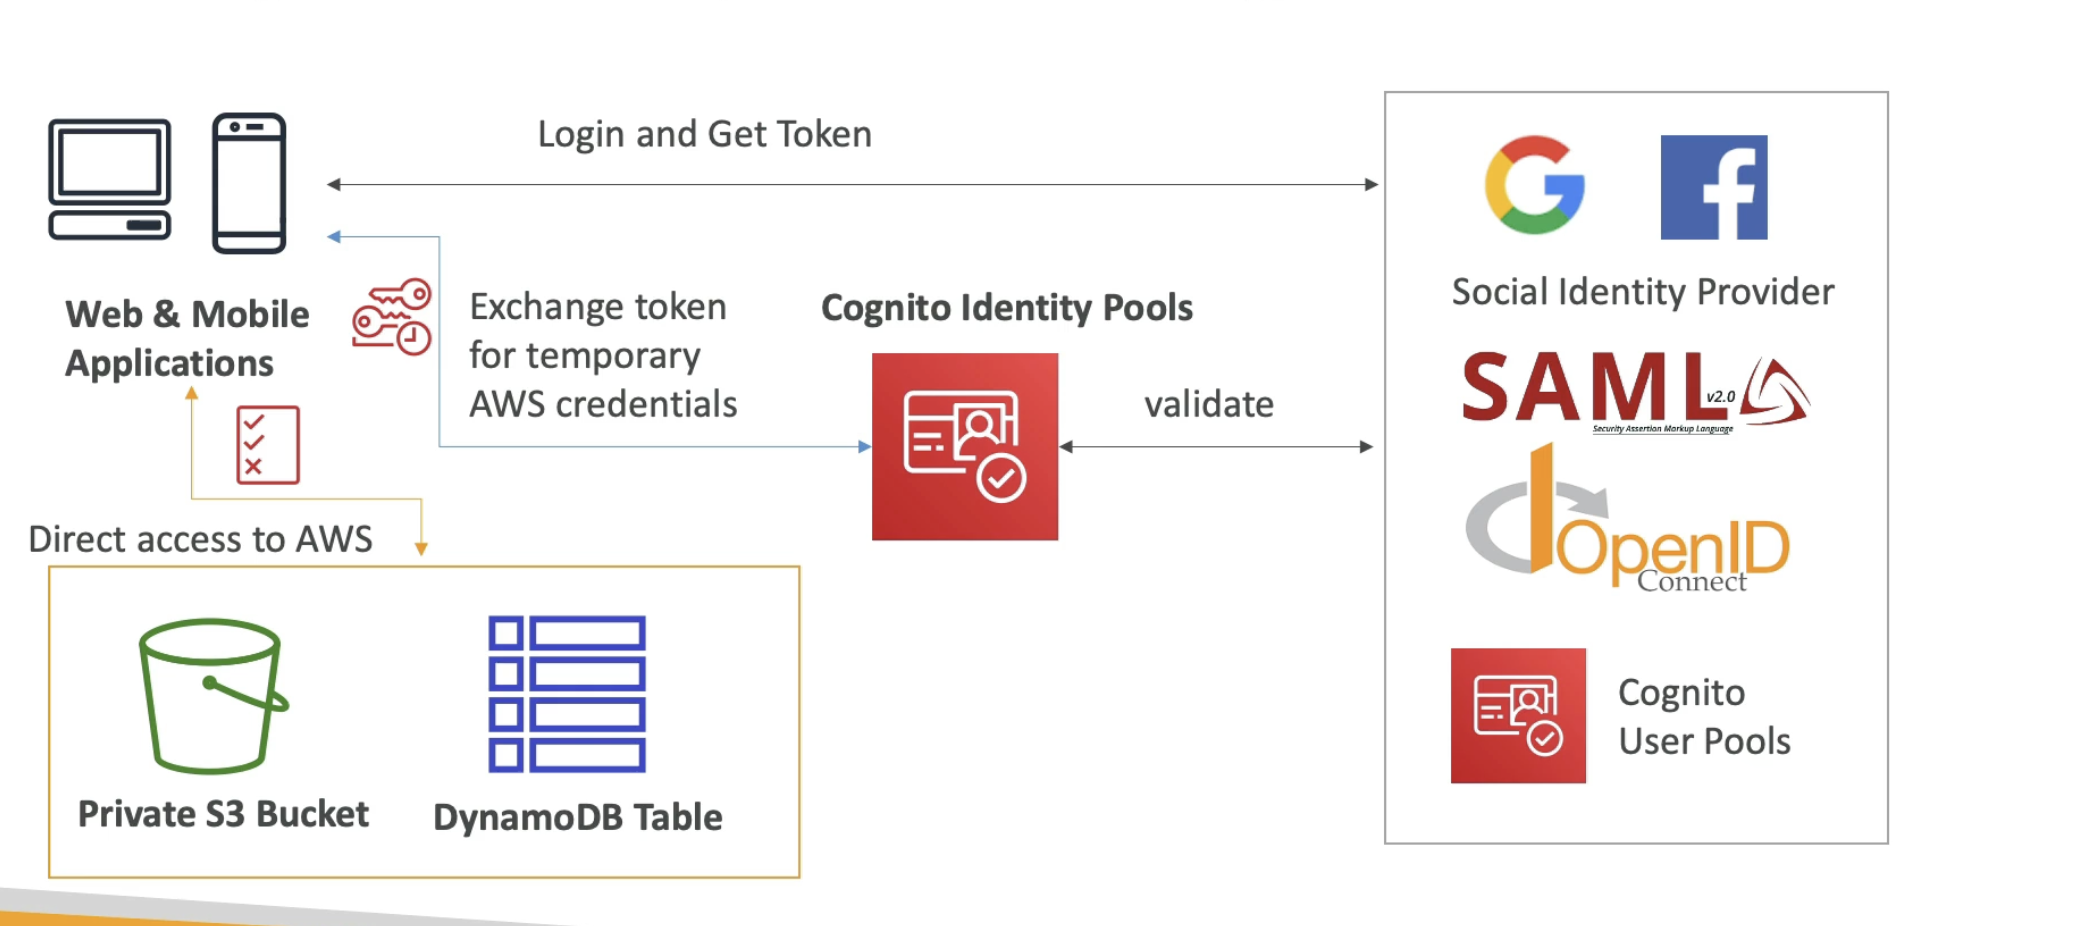 Login and Get Token
Web & Mobile
Applications
Exchange token
for temporary
AWS credentials
Cognito Identity Pools
validate
Social Identity Provider
SAML
v2.0
Security Assertion Markup Language
OpenID
Connect
Cognito
User Pools
Direct access to AWS
Private S3 Bucket
DynamoDB Table